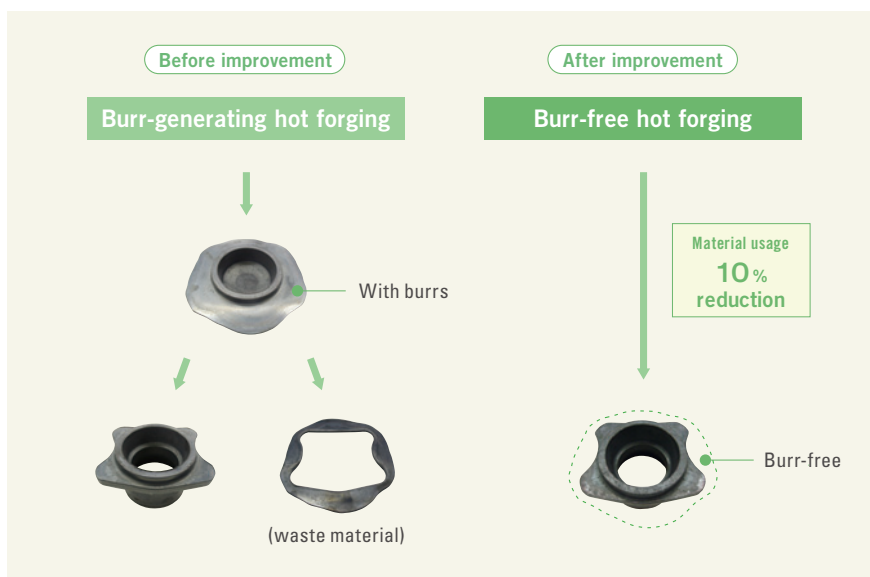 Before improvement
Burr-generating hot forging
With burrs
(waste material)
After improvement
Burr-free hot forging
Material usage
10%
reduction
Burr-free